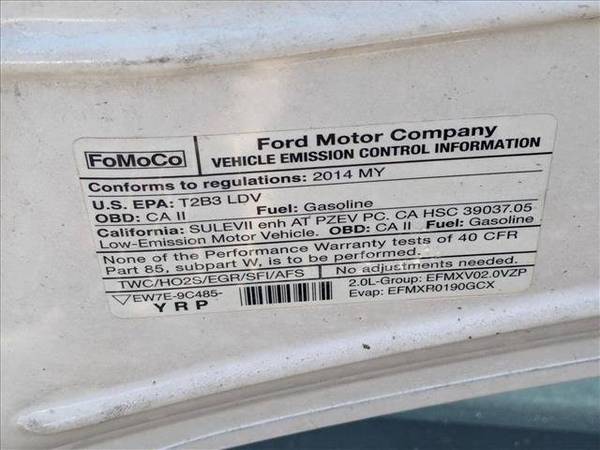 FoMoCo
Ford Motor Company
VEHICLE EMISSION CONTROL INFORMATION
Conforms to regulations: 2014 MY
U.S. EPA: T2B3 LDV
OBD: CA II Fuel: Gasoline
California: SULEVII enh AT PZEV PC. CA HSC 39037.05
Low-Emission Motor Vehicle. OBD: CA II Fuel: Gasoline
None of the Performance Warranty tests of 40 CFR
Part 85, subpart W, is to be performed.
TWC/HO2S/EGR/SFI/AFS
No adjustments needed.
EW7E-9C485-
YRP
2.0L-Group: EFMXV02.0VZP
Evap: EFMXR0190GCX